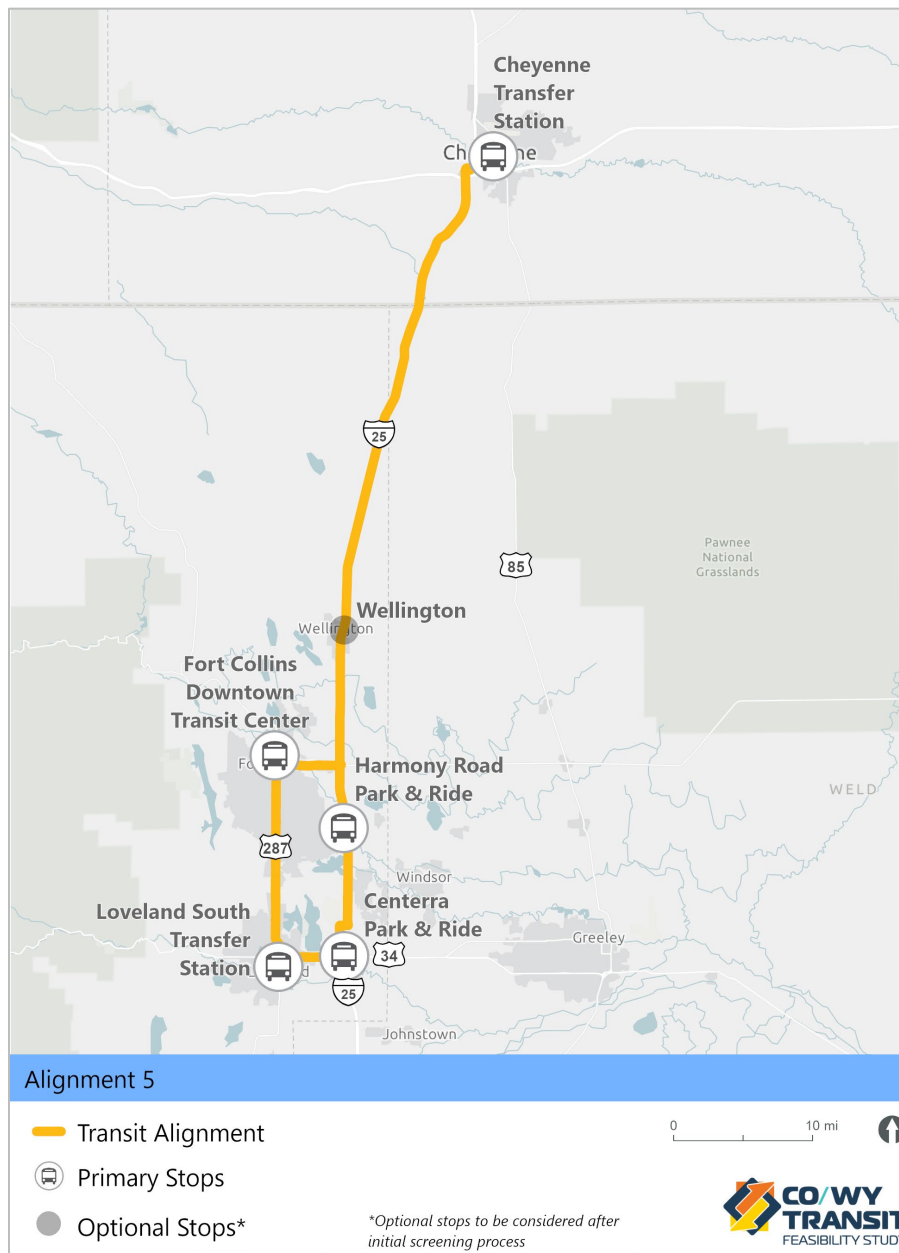 Cheyenne
Transfer
Station
25
Pawnee
National
Grasslands
85
Wellington
Wellington
Fort Collins
Downtown
Transit Center
Harmony Road
Park & Ride
WELD
287
Windsor
Loveland South
Transfer
Station
Centerra
Park & Ride
Greeley
34
25
Johnstown
Alignment 5
Transit Alignment
Primary Stops
Optional Stops*
0 10 mi
*Optional stops to be considered after
initial screening process
CO/WY
TRANSIT
FEASIBILITY STUDY